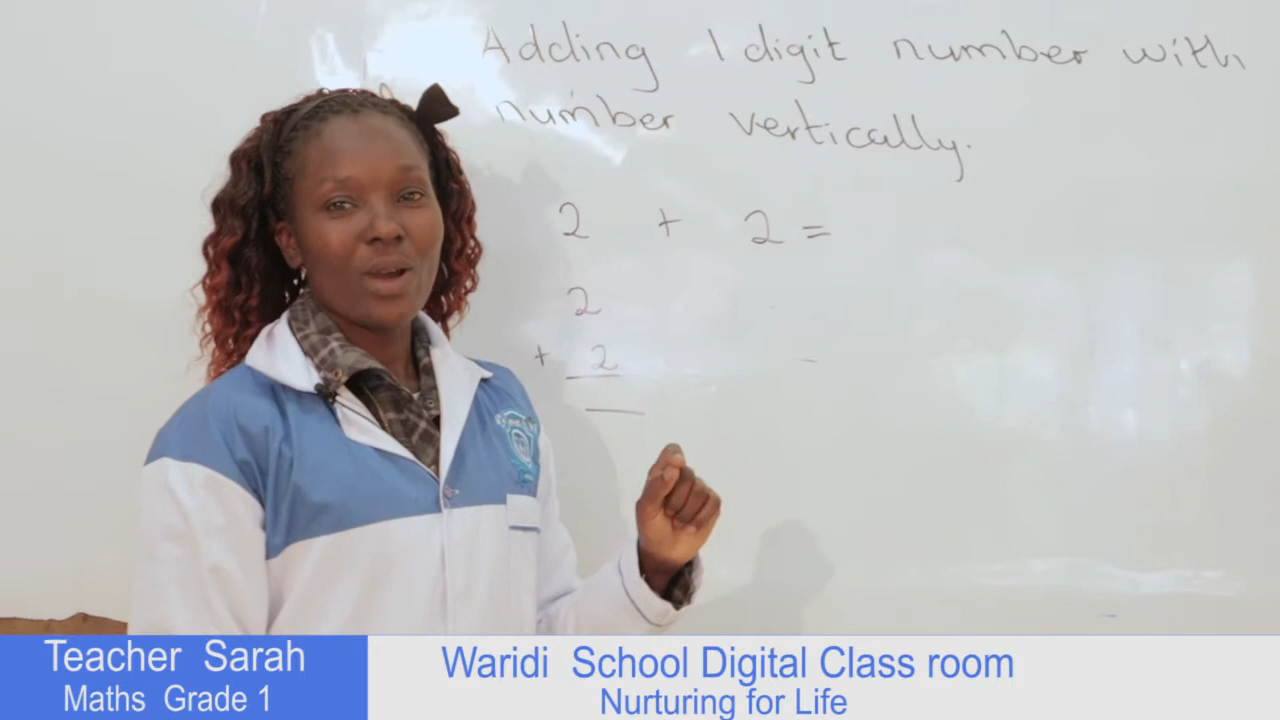 Adding 1 digit number with
number vertically.
2 + 2 =
2
+ 2
Teacher Sarah
Maths Grade 1
Waridi School Digital Class room
Nurturing for Life